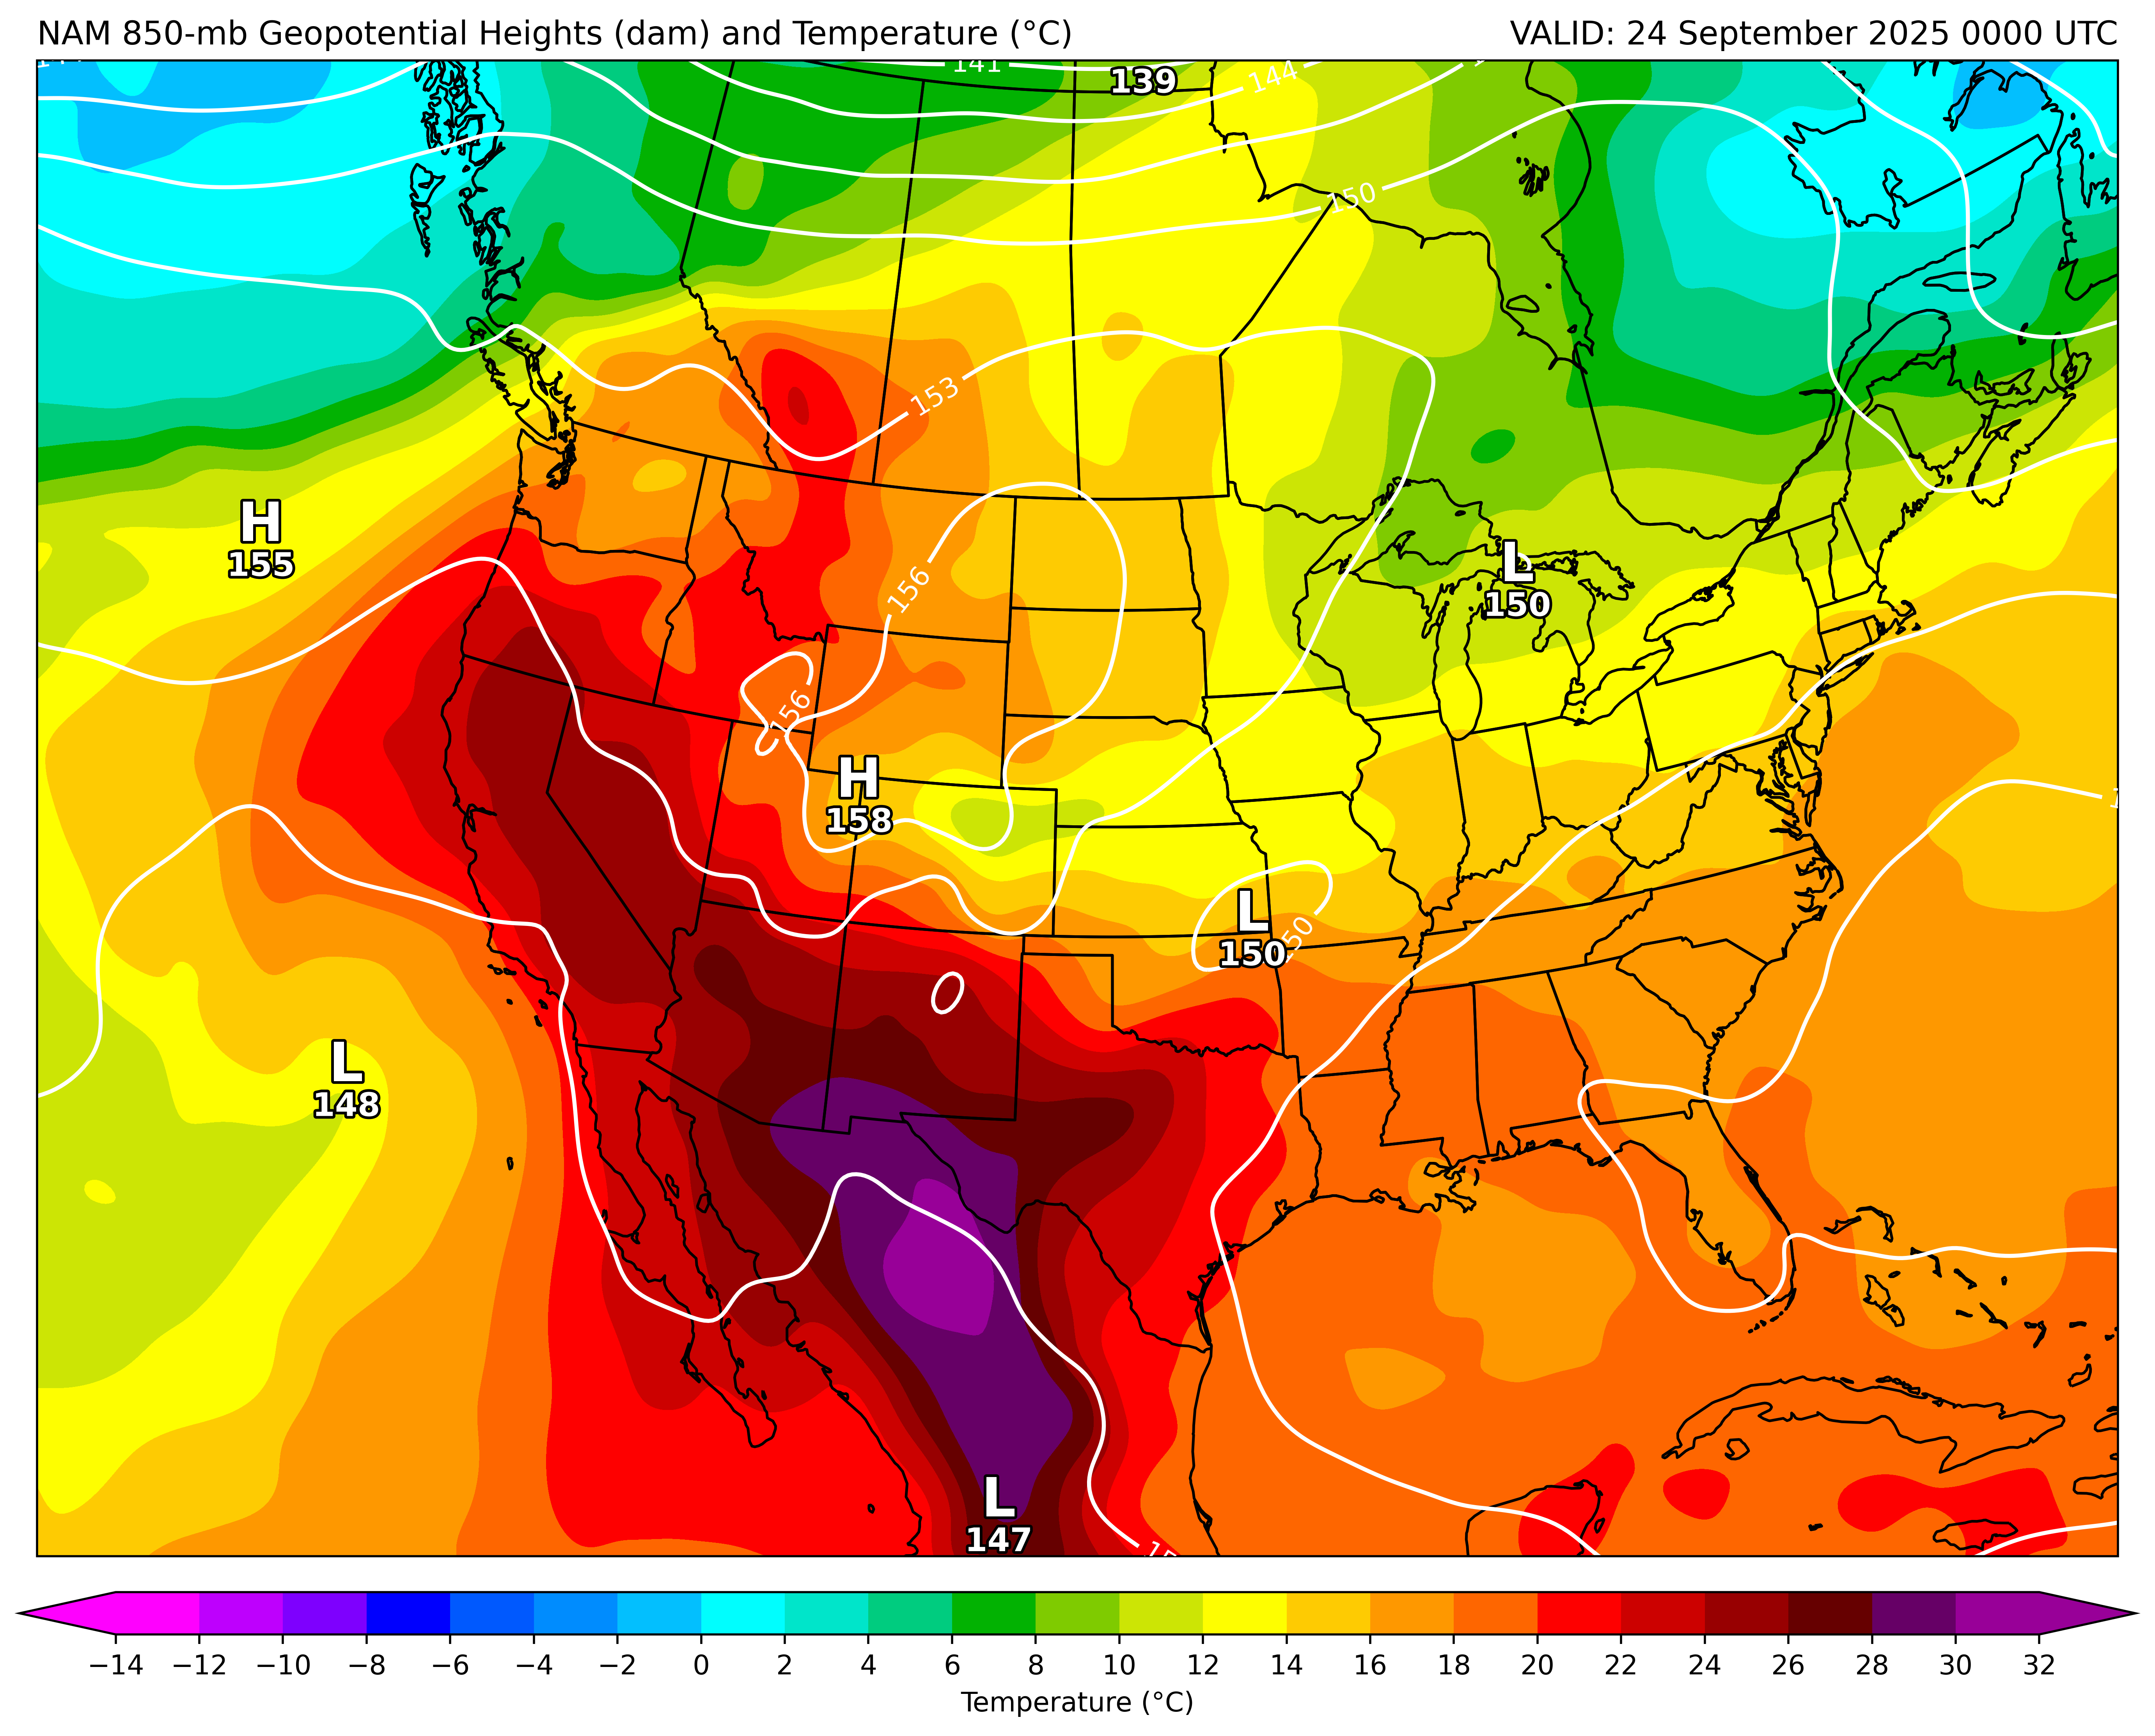 NAM 850-mb Geopotential Heights (dam) and Temperature (°C)
VALID: 24 September 2025 0000 UTC
141
139
144
150
153
H
155
156
L
150
156
H
158
L
150
150
L
148
L
147
−14 −12 −10 −8 −6 −4 −2 0 2 4 6 8 10 12 14 16 18 20 22 24 26 28 30 32
Temperature (°C)